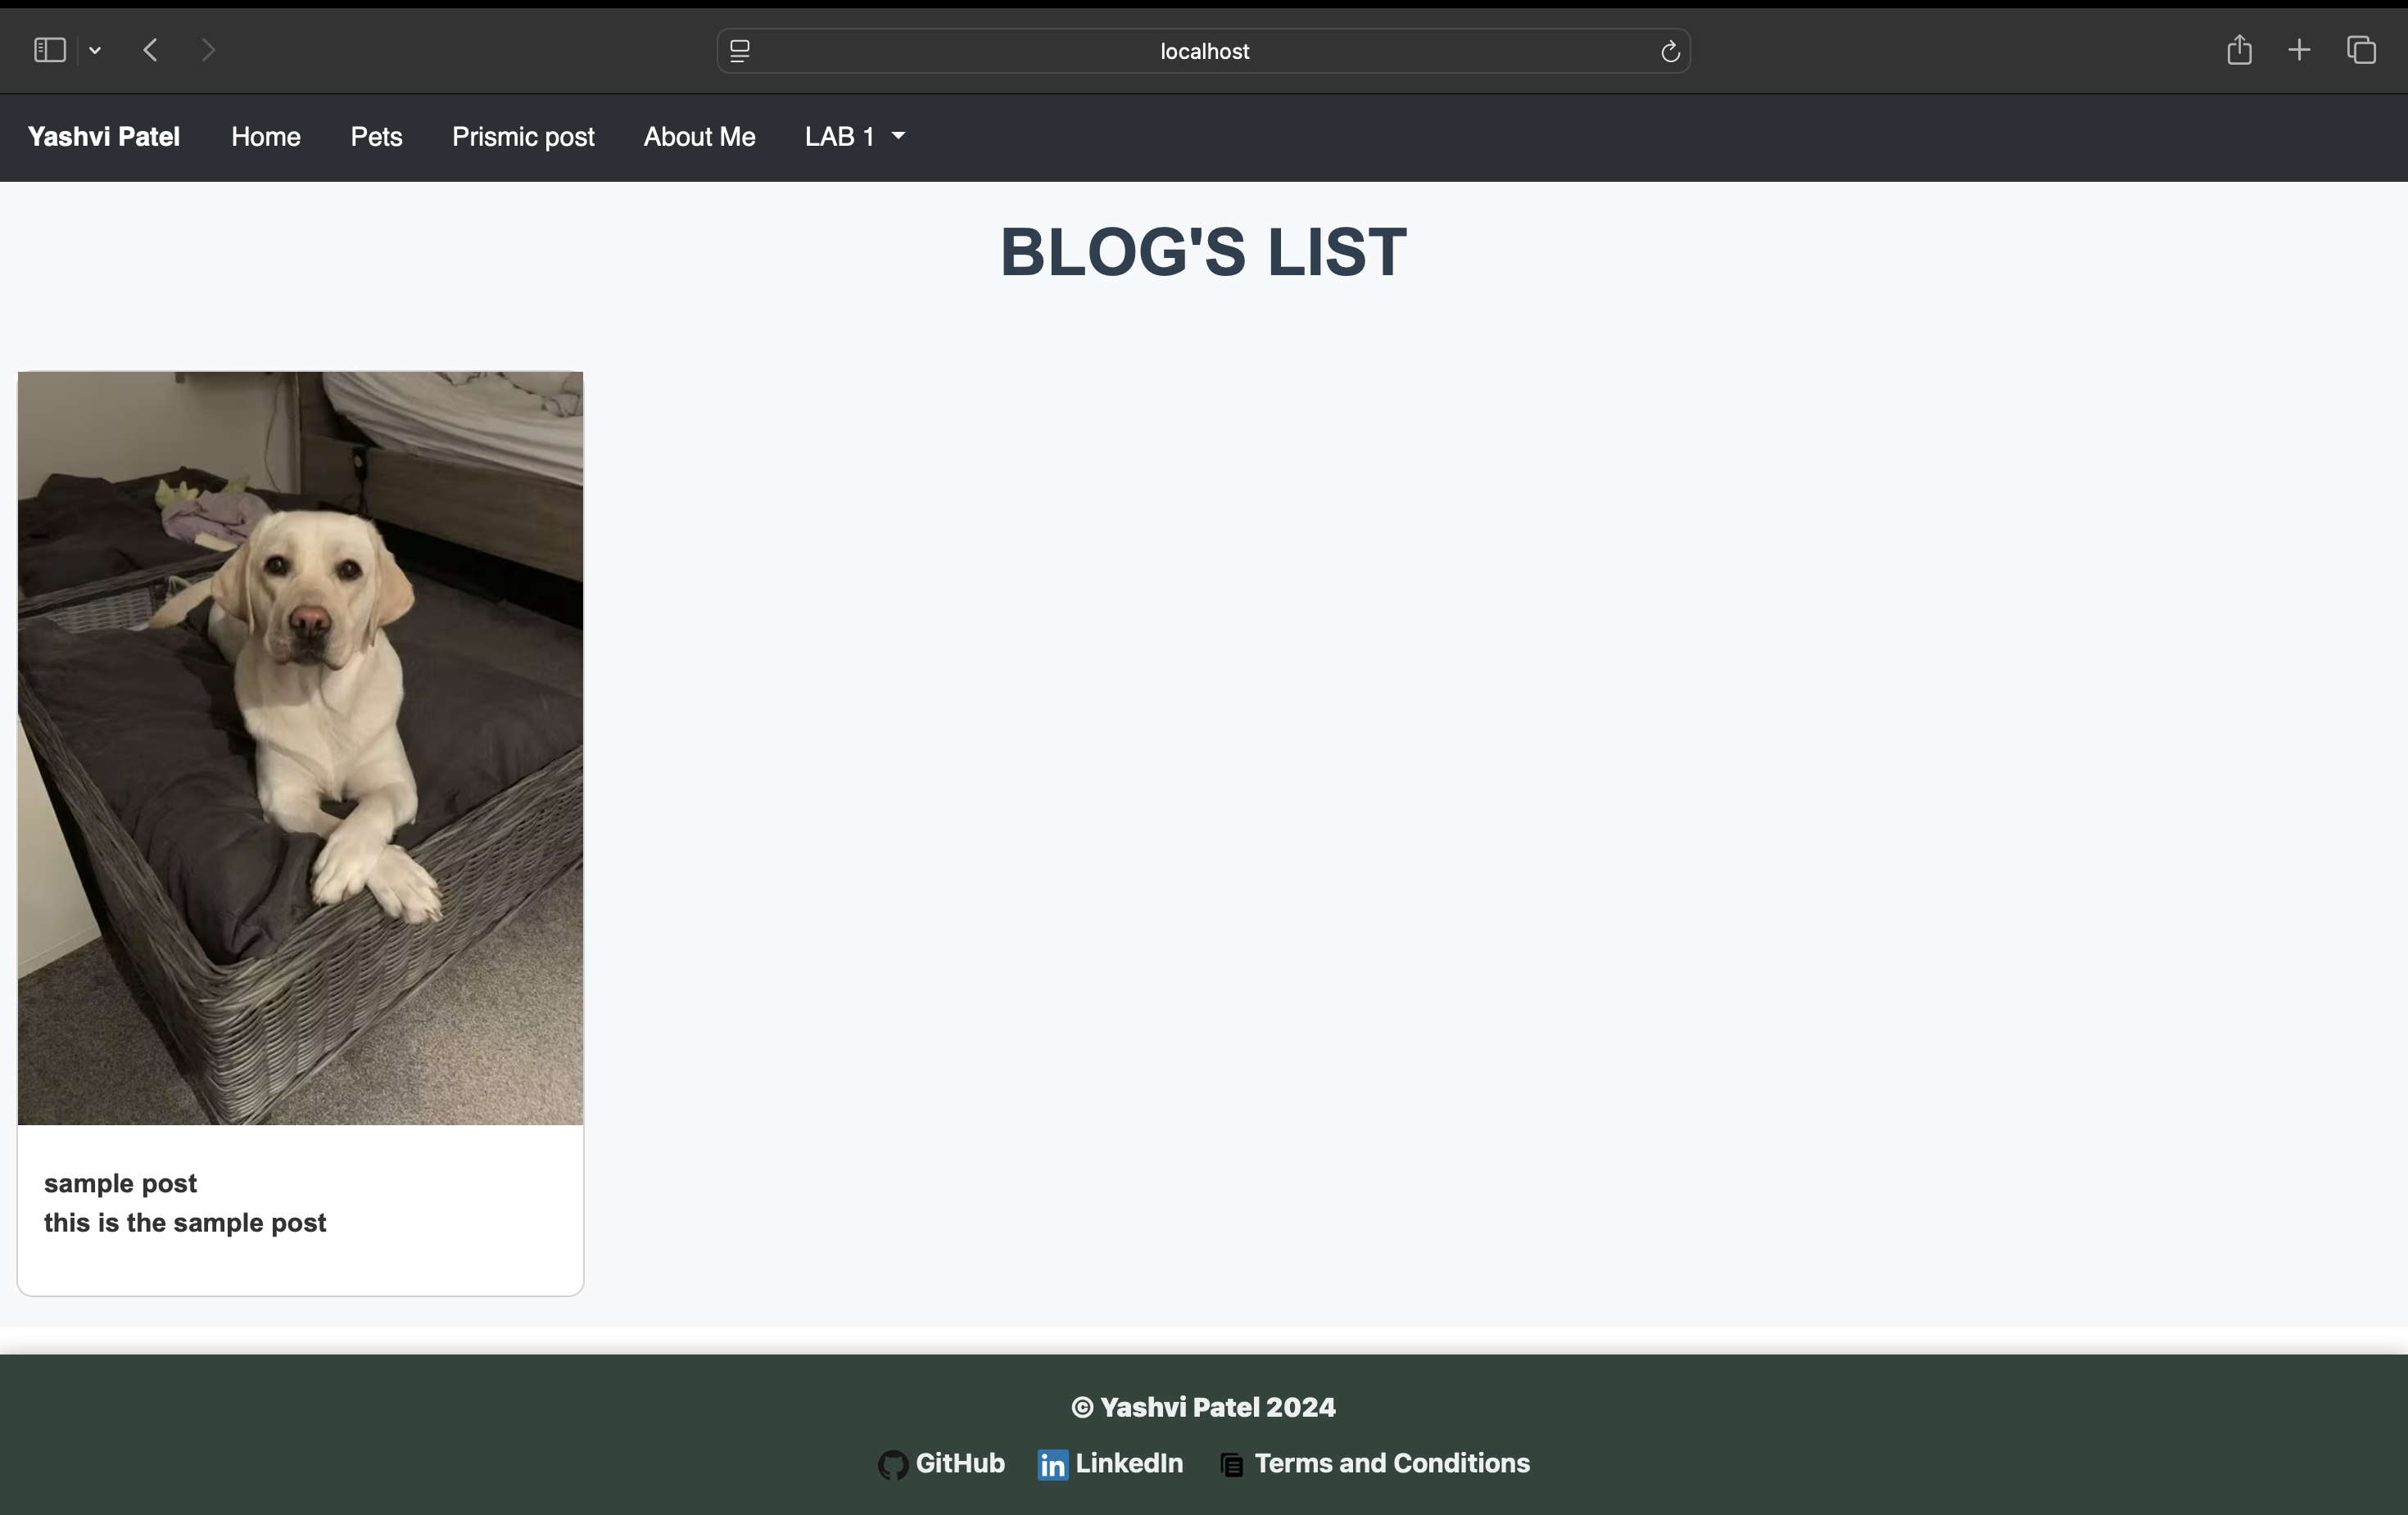 localhost
Yashvi Patel Home Pets Prismic post About Me LAB 1
BLOG'S LIST
sample post
this is the sample post
© Yashvi Patel 2024
GitHub in LinkedIn Terms and Conditions